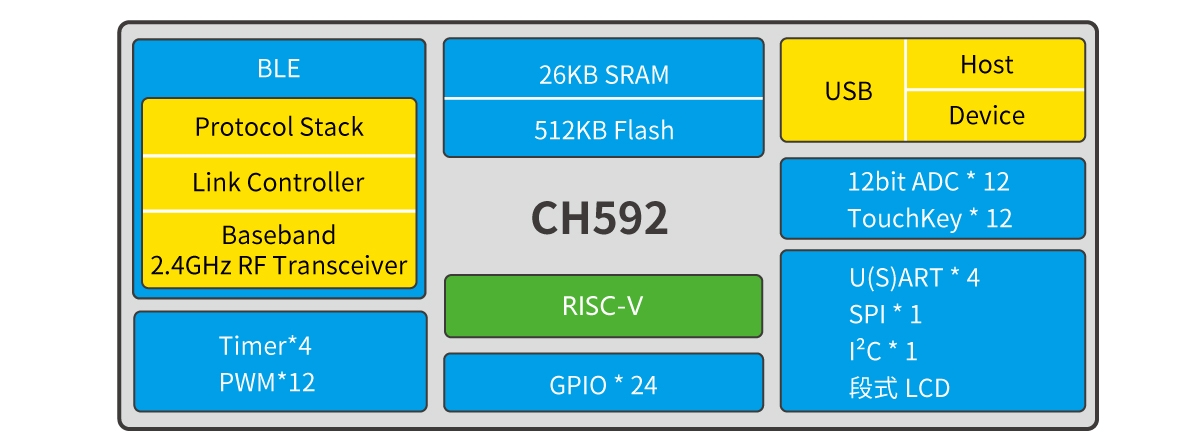 BLE
Protocol Stack
Link Controller
Baseband
2.4GHz RF Transceiver
Timer*4
PWM*12
26KB SRAM
512KB Flash
CH592
RISC-V
GPIO * 24
USB
Host
Device
12bit ADC * 12
TouchKey * 12
U(S)ART * 4
SPI * 1
I²C * 1
段式 LCD